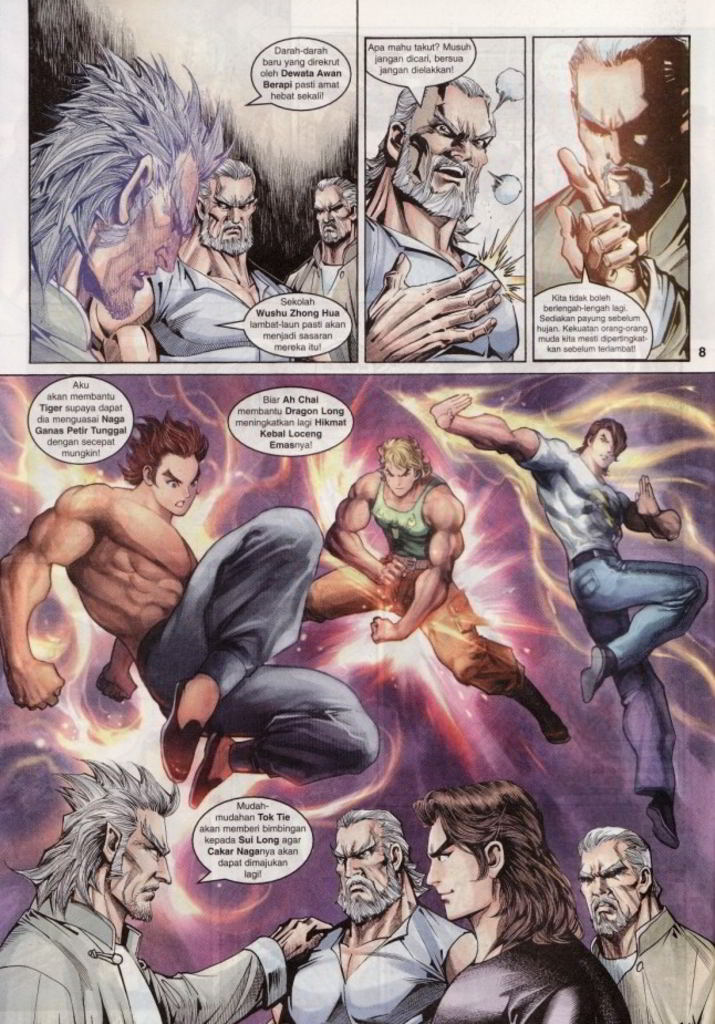 Darah-darah
baru yang direkrut
oleh Dewata Awan
Berapi pasti amat
hebat sekali!
Sekolah
Wushu Zhong Hua
lambat-laun pasti akan
menjadi sasaran
mereka itu!
Apa mahu takut? Musuh
jangan dicari, bersua
jangan dielakkan!
Kita tidak boleh
berlengah-lengah lagi.
Sediakan payung sebelum
hujan. Kekuatan orang-orang
muda kita mesti dipertingkat-
kan sebelum terlambat!
8
Aku
akan membantu
Tiger supaya dapat
dia menguasai Naga
Ganas Petir Tunggal
dengan secepat
mungkin!
Biar Ah Chai
membantu Dragon Long
meningkatkan lagi Hikmat
Kebal Loceng
Emasnya!
Mudah-
mudahan Tok Tie
akan memberi bimbingan
kepada Sui Long agar
Cakar Naganya akan
dapat dimajukan
lagi!